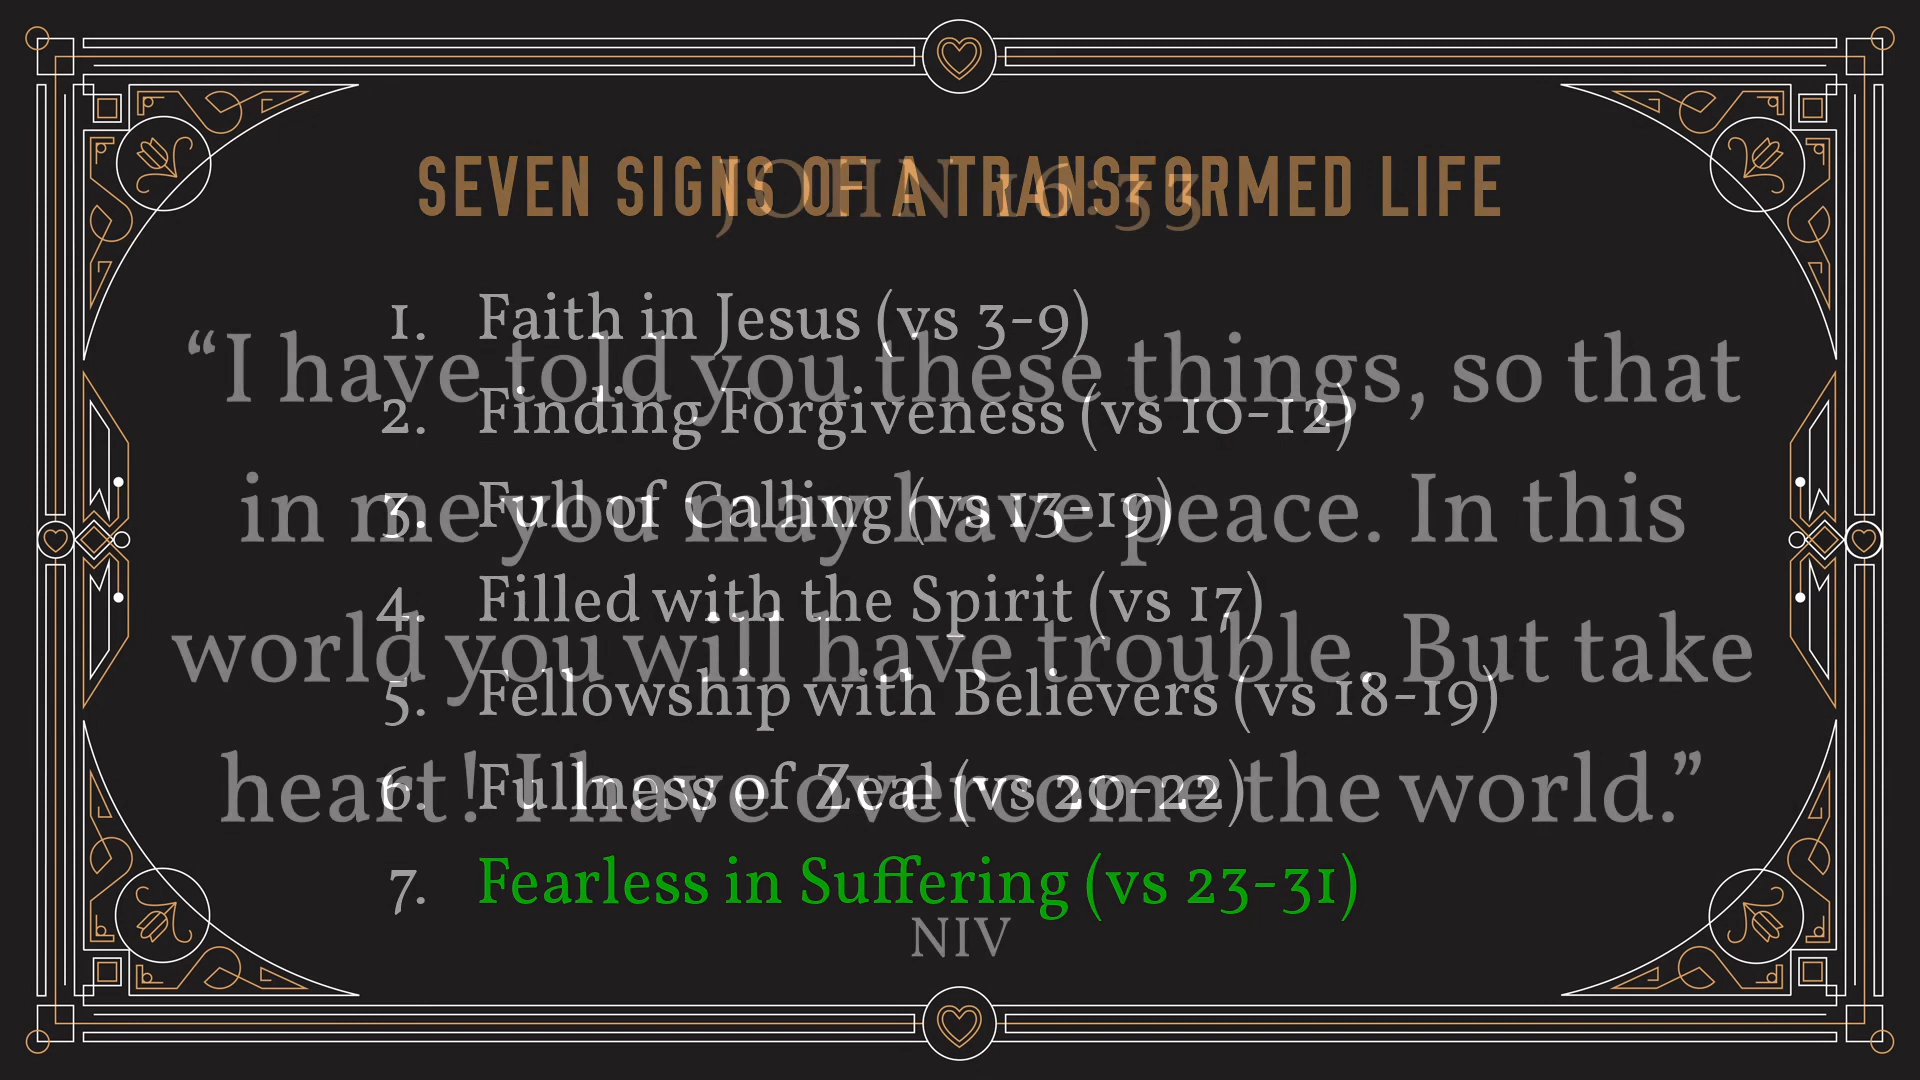 SEVEN SIGNS OF A TRANSFORMED LIFE
1. Faith in Jesus (vs 3-9)
2. Finding Forgiveness (vs 10-12)
3. Full of Calling (vs 13-19)
4. Filled with the Spirit (vs 17)
5. Fellowship with Believers (vs 18-19)
6. Fullness of Zeal (vs 20-22)
7. Fearless in Suffering (vs 23-31)
JOHN 16:33
“I have told you these things, so that
in me you may have peace. In this
world you will have trouble. But take
heart! I have overcome the world.”
NIV